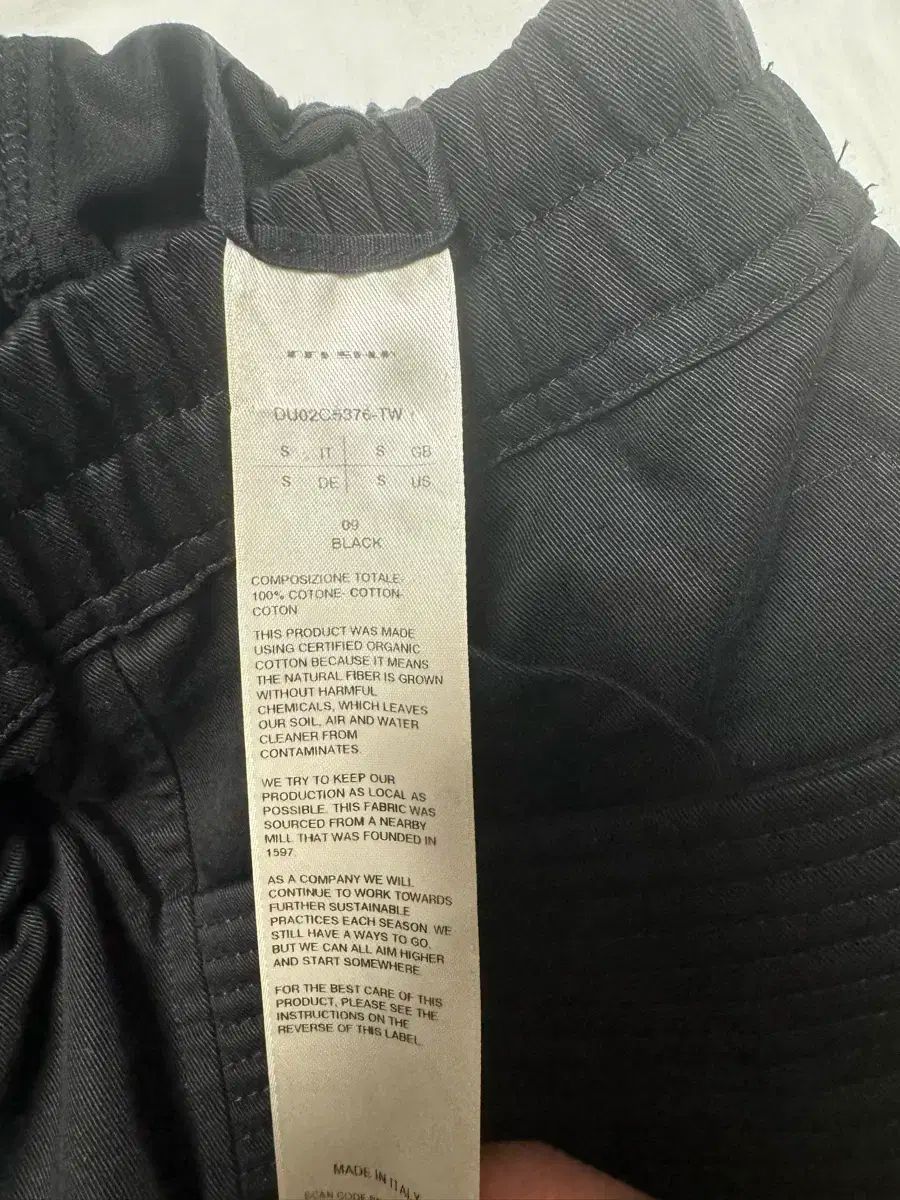 DU02C5376-TW
S IT S GB
S DE S US
09
BLACK
COMPOSIZIONE TOTALE-
100% COTONE- COTTON-
COTON
THIS PRODUCT WAS MADE
USING CERTIFIED ORGANIC
COTTON BECAUSE IT MEANS
THE NATURAL FIBER IS GROWN
WITHOUT HARMFUL
CHEMICALS, WHICH LEAVES
OUR SOIL, AIR AND WATER
CLEANER FROM
CONTAMINATES.
WE TRY TO KEEP OUR
PRODUCTION AS LOCAL AS
POSSIBLE. THIS FABRIC WAS
SOURCED FROM A NEARBY
MILL THAT WAS FOUNDED IN
1597.
AS A COMPANY WE WILL
CONTINUE TO WORK TOWARDS
FURTHER SUSTAINABLE
PRACTICES EACH SEASON. WE
STILL HAVE A WAYS TO GO,
BUT WE CAN ALL AIM HIGHER
AND START SOMEWHERE.
FOR THE BEST CARE OF THIS
PRODUCT, PLEASE SEE THE
INSTRUCTIONS ON THE
REVERSE OF THIS LABEL.
MADE IN ITALY
SCAN CODE